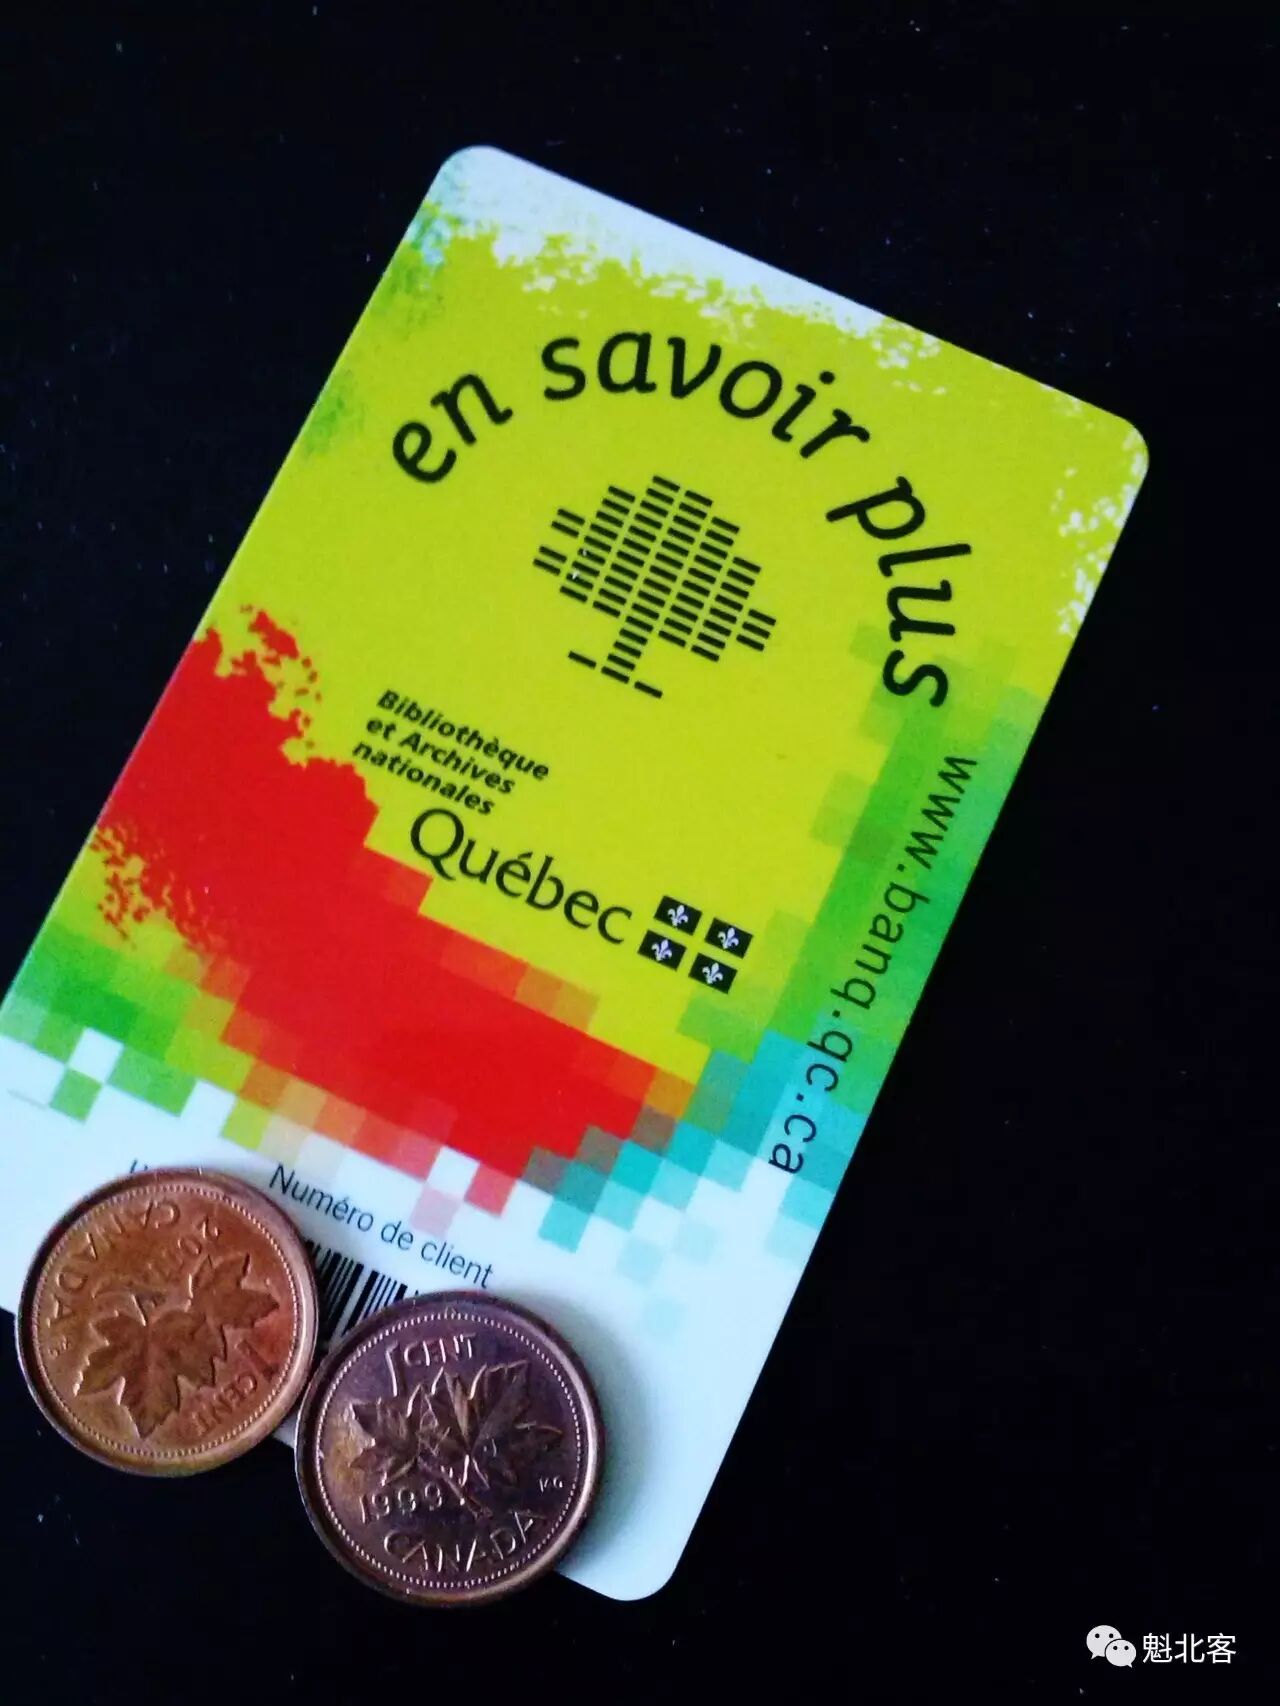 en savoir plus
Bibliothèque
et Archives
nationales
Québec
www.banq.qc.ca
Numéro de client
CANADA
1 CENT
1 CENT
1999
CANADA
魁北客